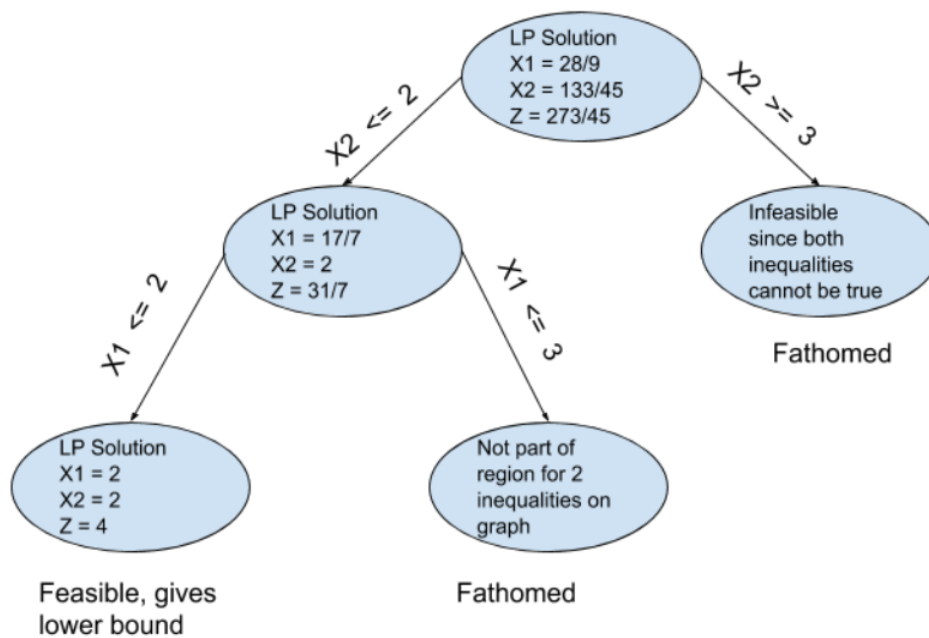 LP Solution
X1 = 28/9
X2 = 133/45
Z = 273/45
X2 <= 2
X2 >= 3
LP Solution
X1 = 17/7
X2 = 2
Z = 31/7
Infeasible
since both
inequalities
cannot be true
X1 <= 2
X1 <= 3
Fathomed
LP Solution
X1 = 2
X2 = 2
Z = 4
Not part of
region for 2
inequalities on
graph
Feasible, gives
lower bound
Fathomed